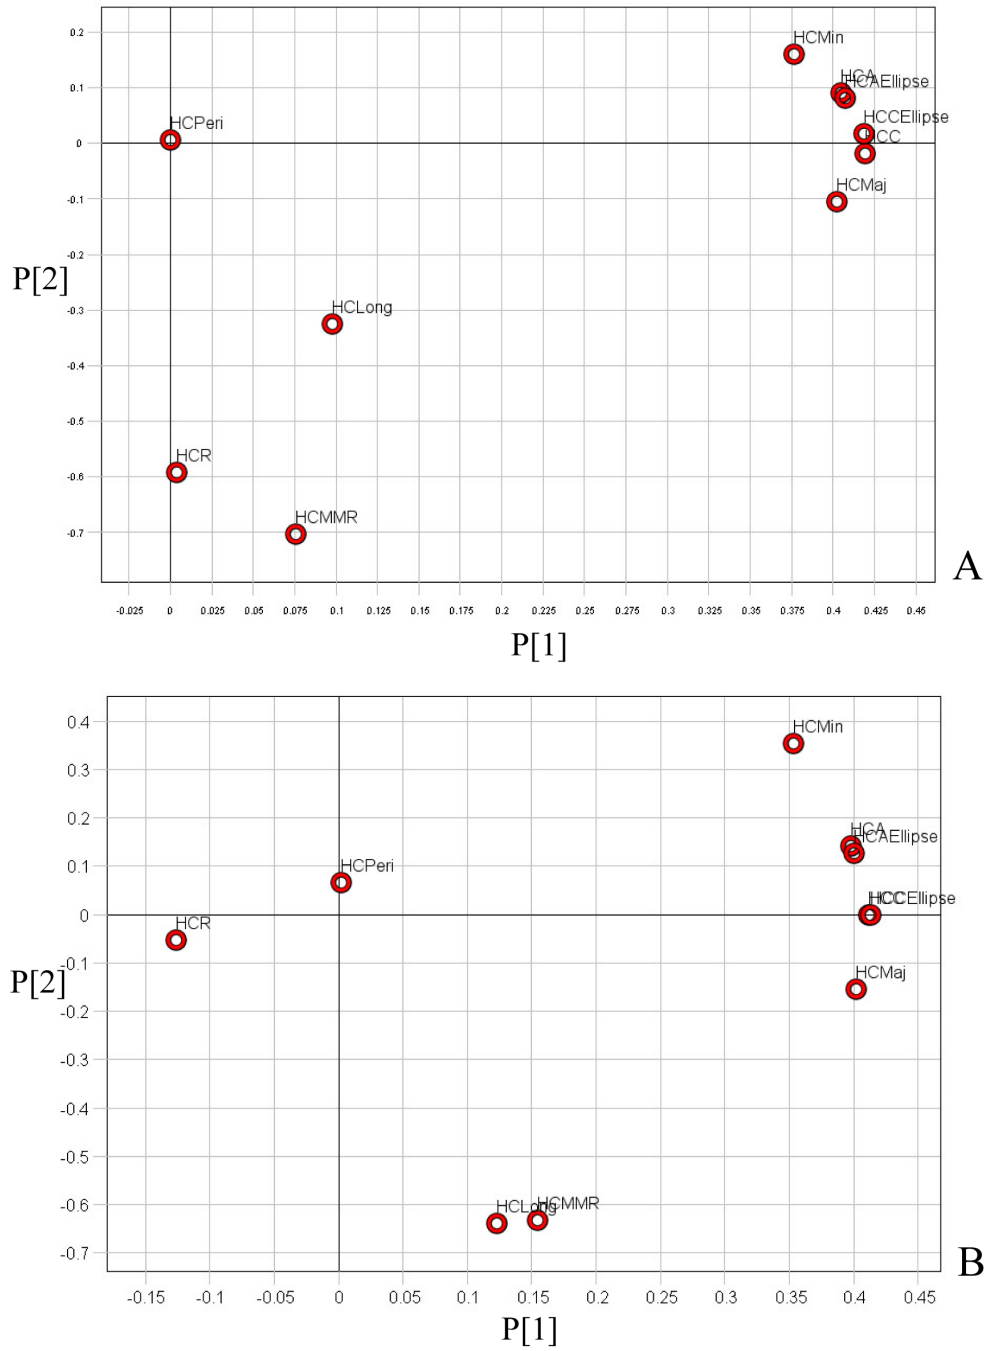 0.2
HCMin
0.1
HCA
HCAEllipse
HCPeri
HCCEllipse
0
HCC
-0.1
HCMaj
-0.2
P[2]
-0.3
HCLong
-0.4
-0.5
HCR
-0.6
HCMMR
-0.7
A
-0.025 0 0.025 0.05 0.075 0.1 0.125 0.15 0.175 0.2 0.225 0.25 0.275 0.3 0.325 0.35 0.375 0.4 0.425 0.45
P[1]
0.4
HCMin
0.3
0.2
HCA
HCAEllipse
0.1
HCPeri
HCC
HCCEllipse
0
HCR
-0.1
P[2]
HCMaj
-0.2
-0.3
-0.4
-0.5
-0.6
HCLong
HCMMR
-0.7
B
-0.15 -0.1 -0.05 0 0.05 0.1 0.15 0.2 0.25 0.3 0.35 0.4 0.45
P[1]